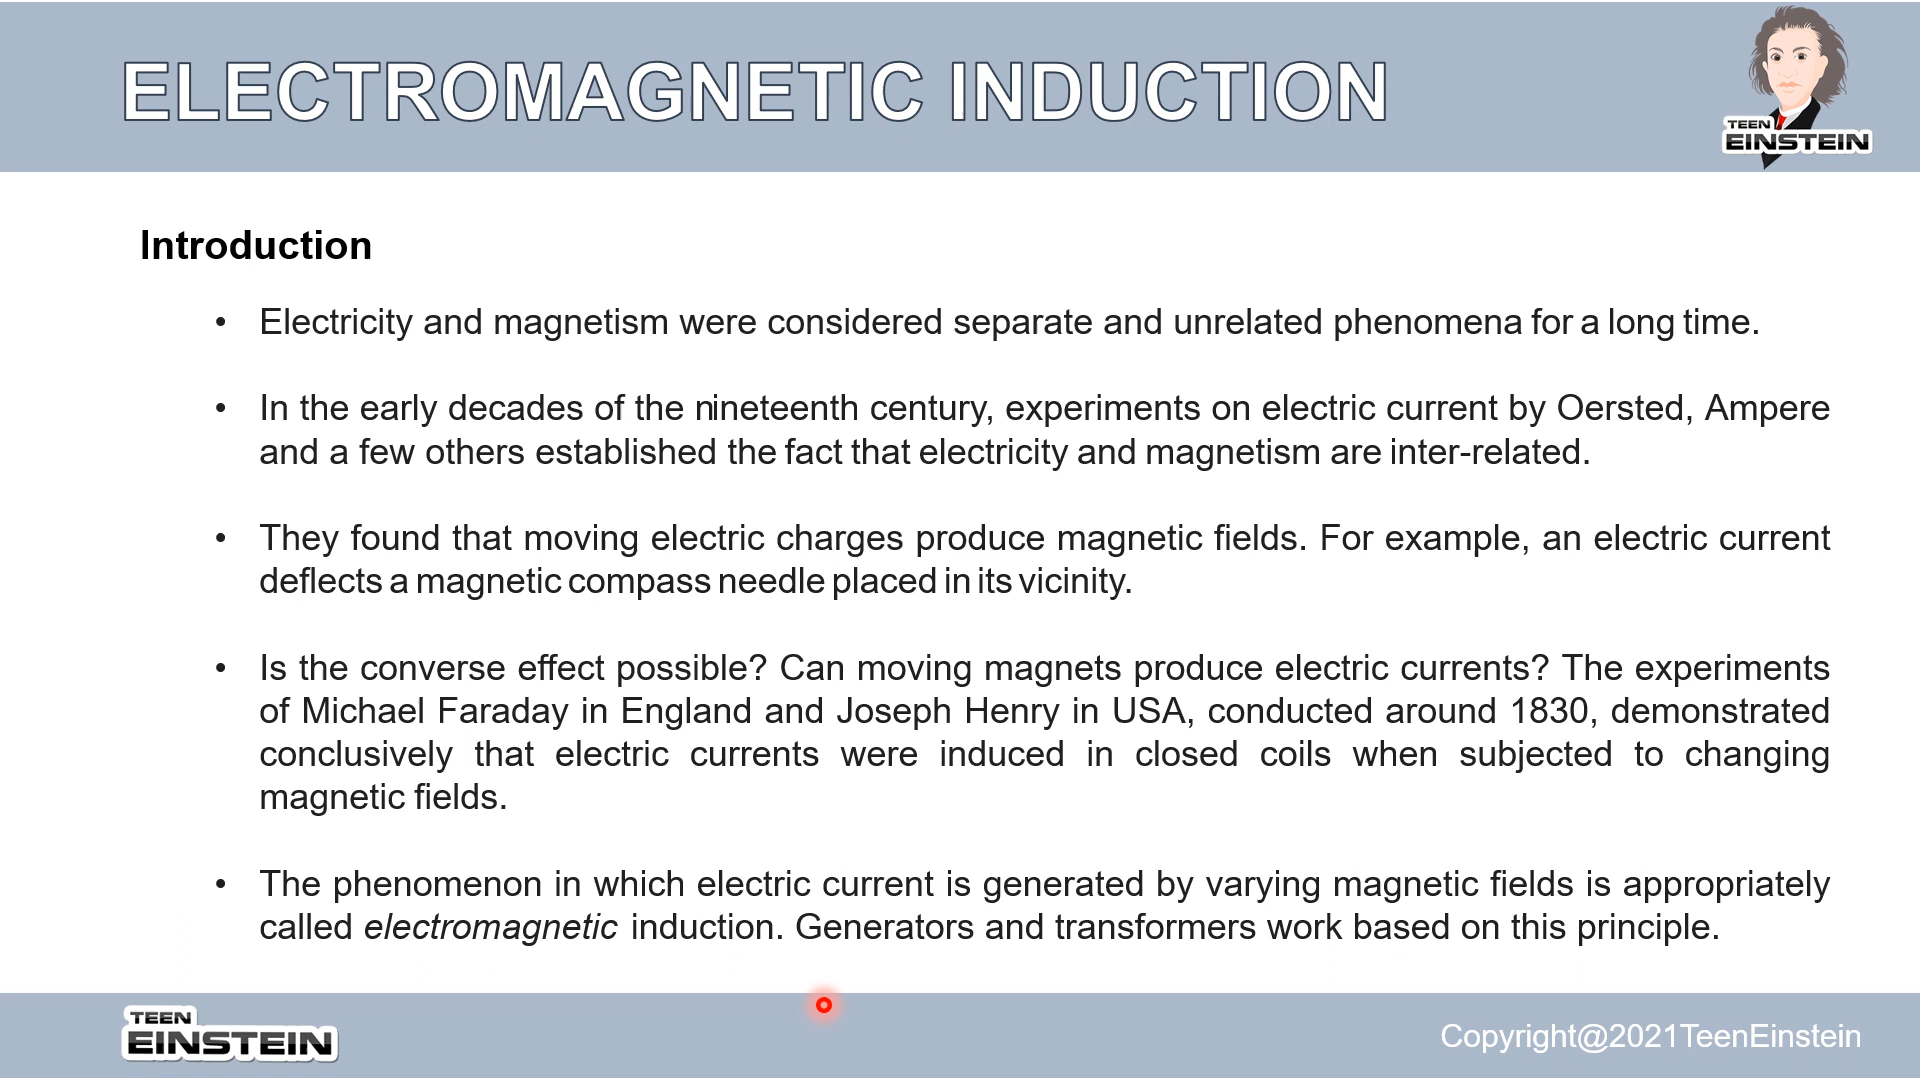 ELECTROMAGNETIC INDUCTION
TEEN
EINSTEIN
Introduction
• Electricity and magnetism were considered separate and unrelated phenomena for a long time.
• In the early decades of the nineteenth century, experiments on electric current by Oersted, Ampere
and a few others established the fact that electricity and magnetism are inter-related.
• They found that moving electric charges produce magnetic fields. For example, an electric current
deflects a magnetic compass needle placed in its vicinity.
• Is the converse effect possible? Can moving magnets produce electric currents? The experiments
of Michael Faraday in England and Joseph Henry in USA, conducted around 1830, demonstrated
conclusively that electric currents were induced in closed coils when subjected to changing
magnetic fields.
• The phenomenon in which electric current is generated by varying magnetic fields is appropriately
called electromagnetic induction. Generators and transformers work based on this principle.
TEEN
EINSTEIN
Copyright@2021TeenEinstein